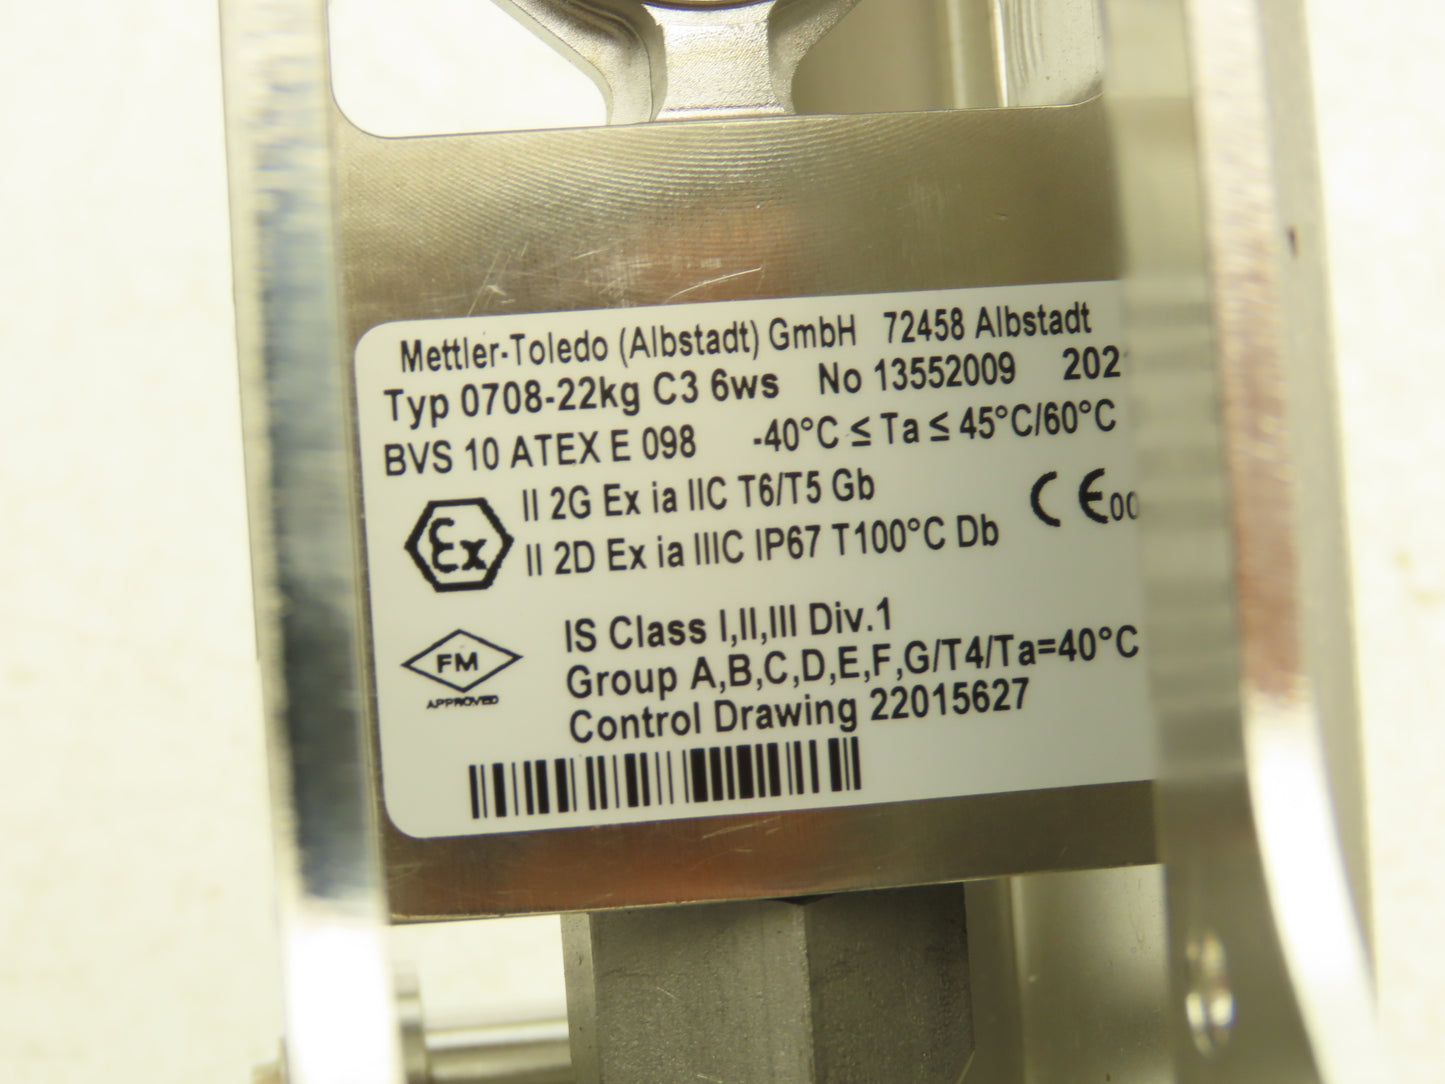 Mettler-Toledo (Albstadt) GmbH 72458 Albstadt
Typ 0708-22kg C3 6ws No 13552009
BVS 10 ATEX E 098 -40°C ≤ Ta ≤ 45°C/60°C
Ex II 2G Ex ia IIC T6/T5 Gb CE
II 2D Ex ia IIIC IP67 T100°C Db
FM APPROVED
IS Class I,II,III Div.1
Group A,B,C,D,E,F,G/T4/Ta=40°C
Control Drawing 22015627